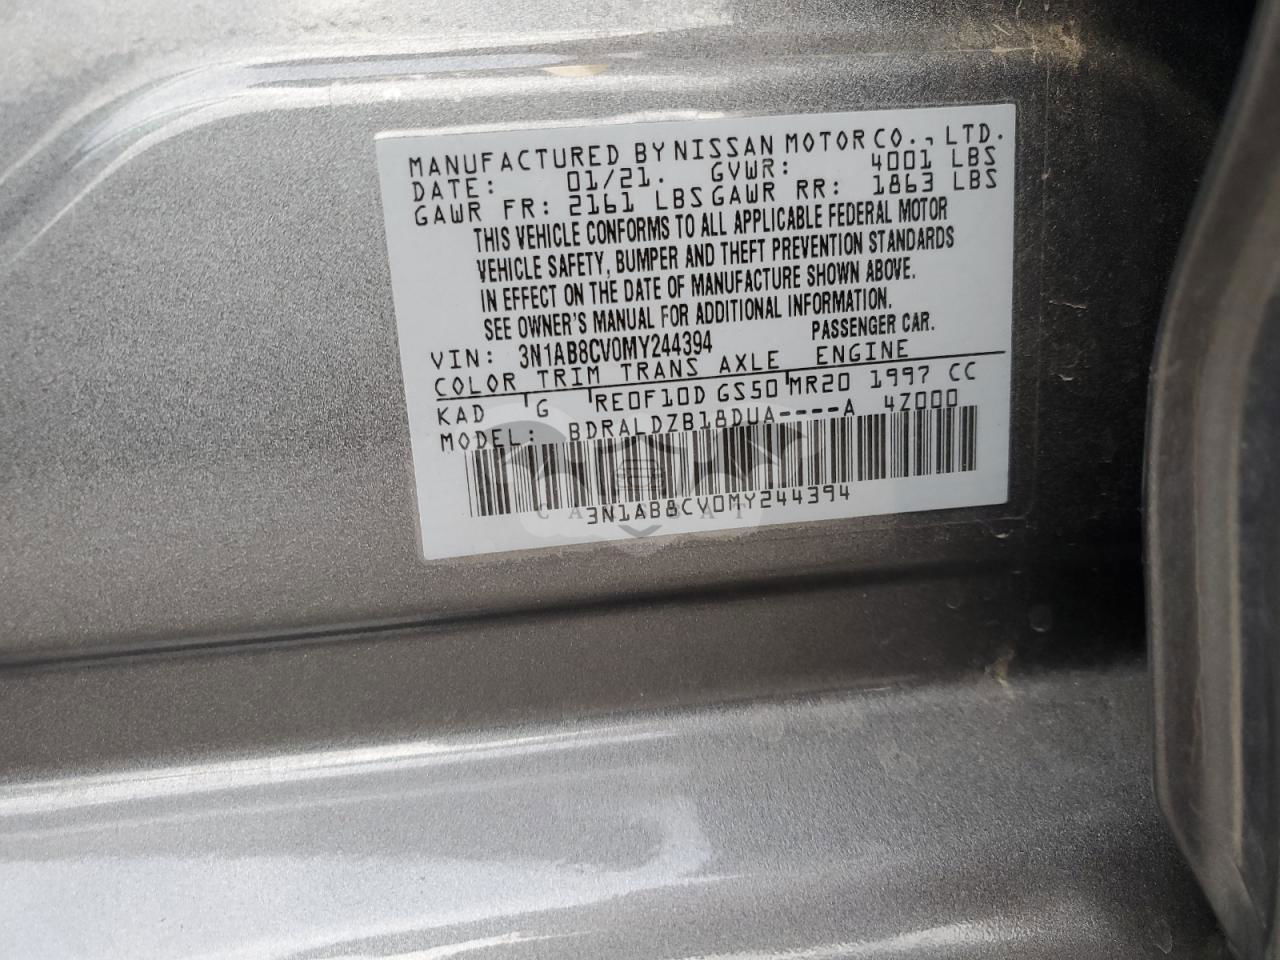 MANUFACTURED BY NISSAN MOTOR CO., LTD.
DATE: 01/21. GVWR: 4001 LBS
GAWR FR: 2161 LBS GAWR RR: 1863 LBS
THIS VEHICLE CONFORMS TO ALL APPLICABLE FEDERAL MOTOR
VEHICLE SAFETY, BUMPER AND THEFT PREVENTION STANDARDS
IN EFFECT ON THE DATE OF MANUFACTURE SHOWN ABOVE.
SEE OWNER'S MANUAL FOR ADDITIONAL INFORMATION.
VIN: 3N1AB8CV0MY244394 PASSENGER CAR.
COLOR TRIM TRANS AXLE ENGINE
KAD G RE0F10D GS50 MR20 1997 CC
MODEL: BDRALDZB18DUA----A 4Z000
3N1AB8CV0MY244394